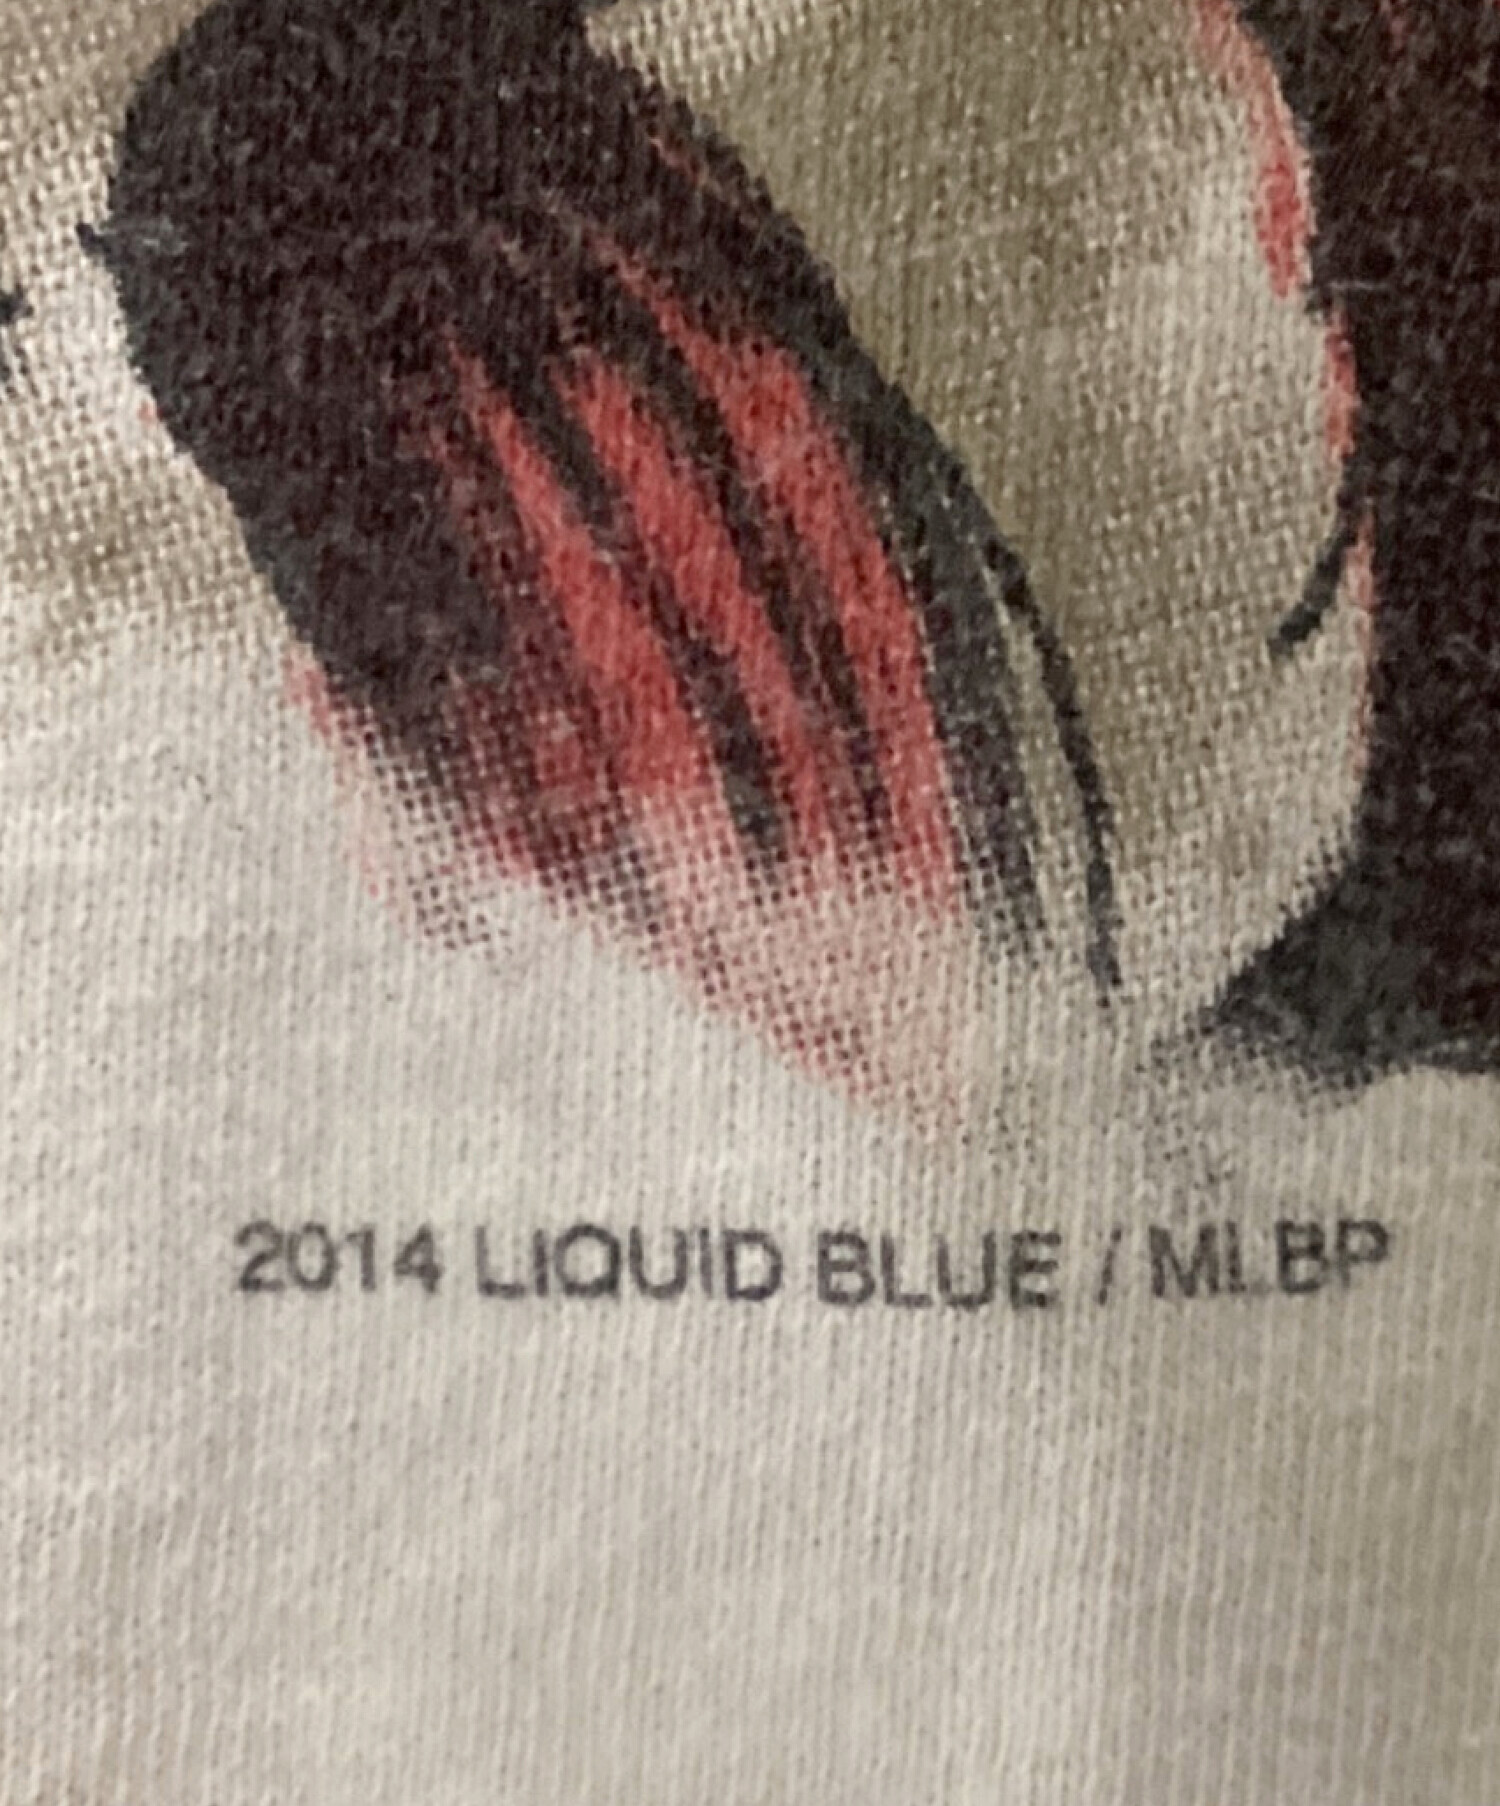 2014 LIQUID BLUE / MLBP